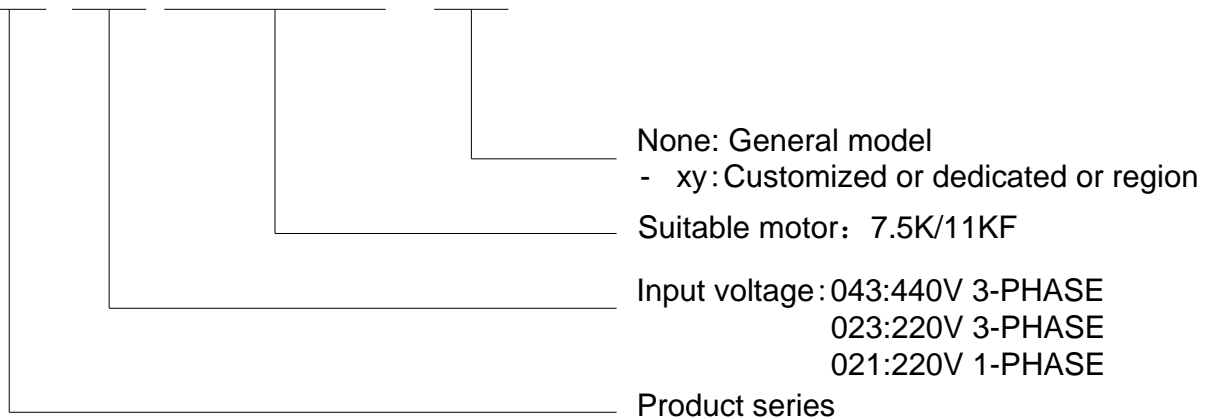 None: General model
- xy:Customized or dedicated or region
Suitable motor：7.5K/11KF
Input voltage:043:440V 3-PHASE
023:220V 3-PHASE
021:220V 1-PHASE
Product series